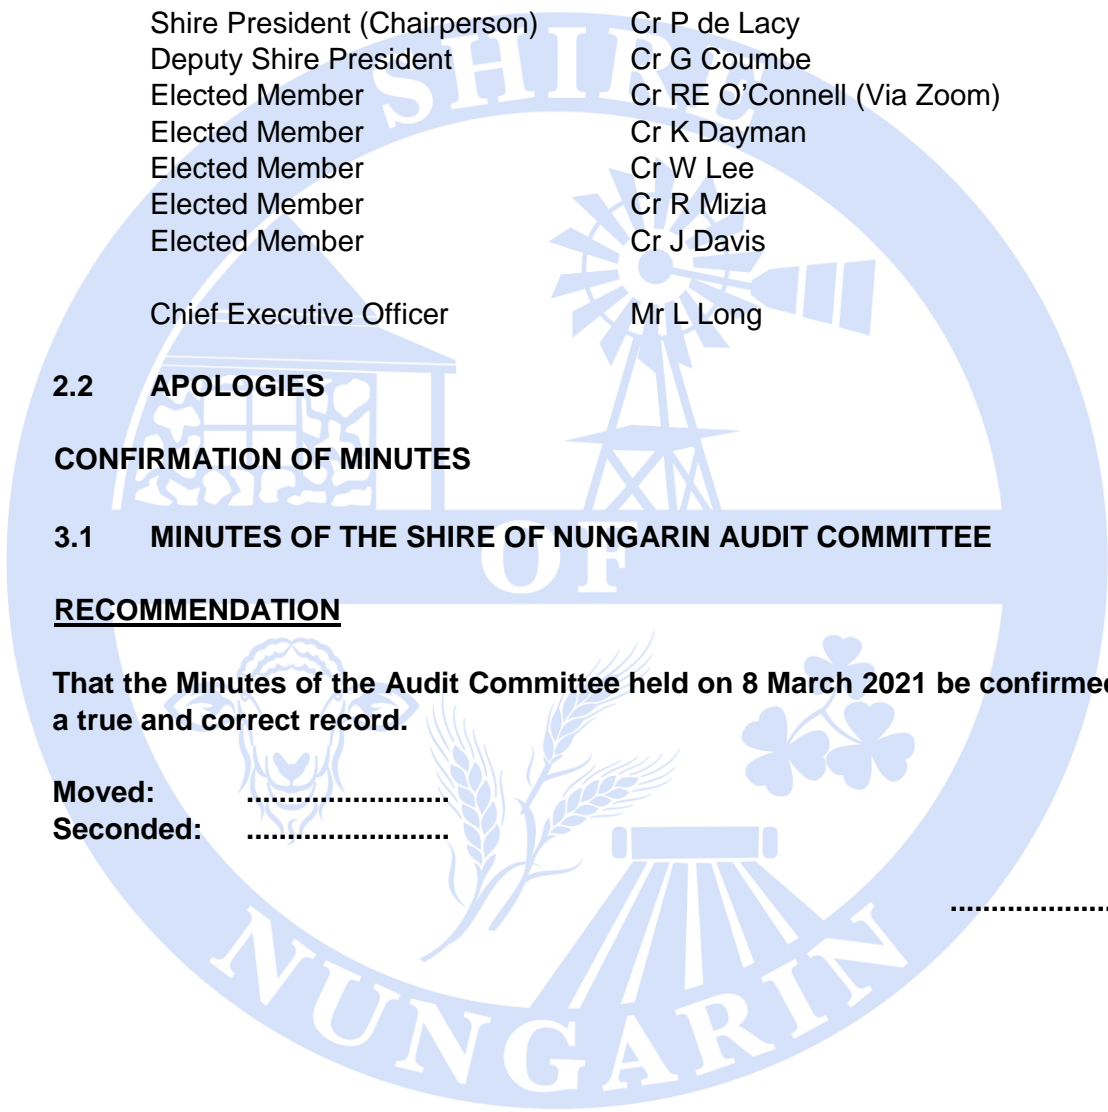 Shire President (Chairperson) Cr P de Lacy
Deputy Shire President Cr G Coumbe
Elected Member Cr RE O’Connell (Via Zoom)
Elected Member Cr K Dayman
Elected Member Cr W Lee
Elected Member Cr R Mizia
Elected Member Cr J Davis
Chief Executive Officer Mr L Long
2.2 APOLOGIES
CONFIRMATION OF MINUTES
3.1 MINUTES OF THE SHIRE OF NUNGARIN AUDIT COMMITTEE
RECOMMENDATION
That the Minutes of the Audit Committee held on 8 March 2021 be confirmed
a true and correct record.
Moved: .........................
Seconded: .........................
....................
SHIRE
OF
NUNGARIN